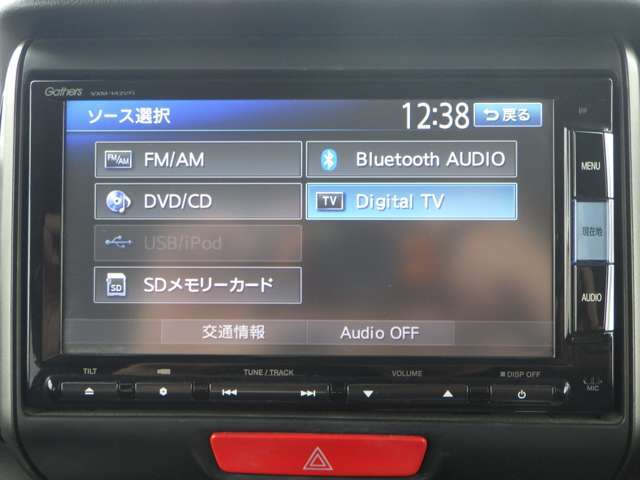 Gathers
ソース選択 12:38 戻る
FM/AM FM/AM Bluetooth AUDIO
DVD/CD TV Digital TV
USB/iPod
SD SDメモリーカード
交通情報 Audio OFF
MENU
現在地
AUDIO
TILT TUNE / TRACK VOLUME DISP OFF
MIC